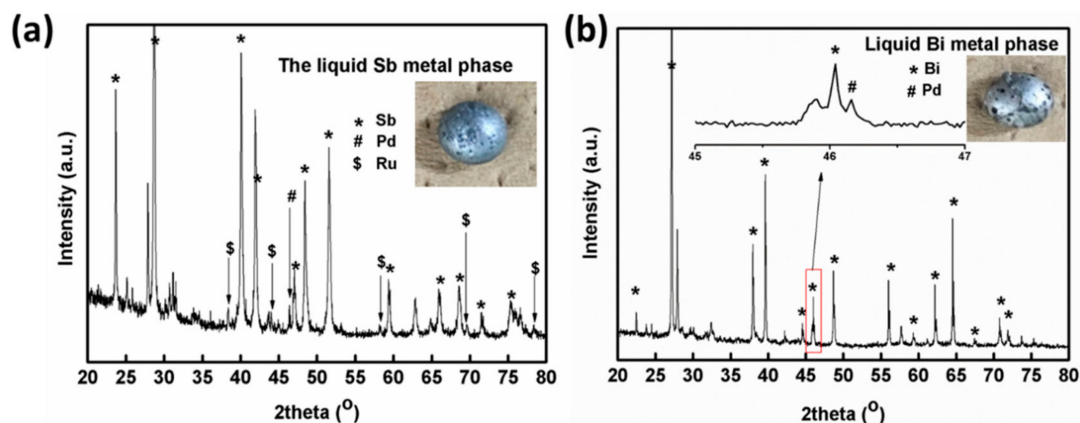 (a)
The liquid Sb metal phase
* Sb
# Pd
$ Ru
* * * * # * * * $ $ $ * * * $ * * $
Intensity (a.u.)
20 25 30 35 40 45 50 55 60 65 70 75 80
2theta (O)
(b)
Liquid Bi metal phase
* Bi
# Pd
* #
45 46 47
* * * * * * * * * * * * * *
Intensity (a.u.)
20 25 30 35 40 45 50 55 60 65 70 75 80
2theta (O)